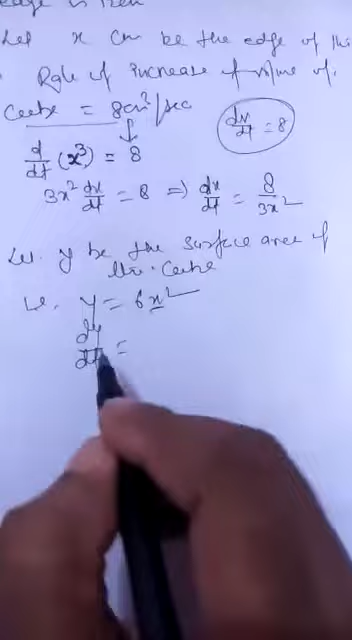 edge is 
Let x cm be the edge of the
Rate of increase of volume of
Cube = 8cm³/sec
dv/dt = 8
d/dt (x³) = 8
3x² dx/dt = 8 ⇒ dx/dt = 8/3x²
Let y be the surface area of
the cube
i.e. y = 6x²
dy/dt =